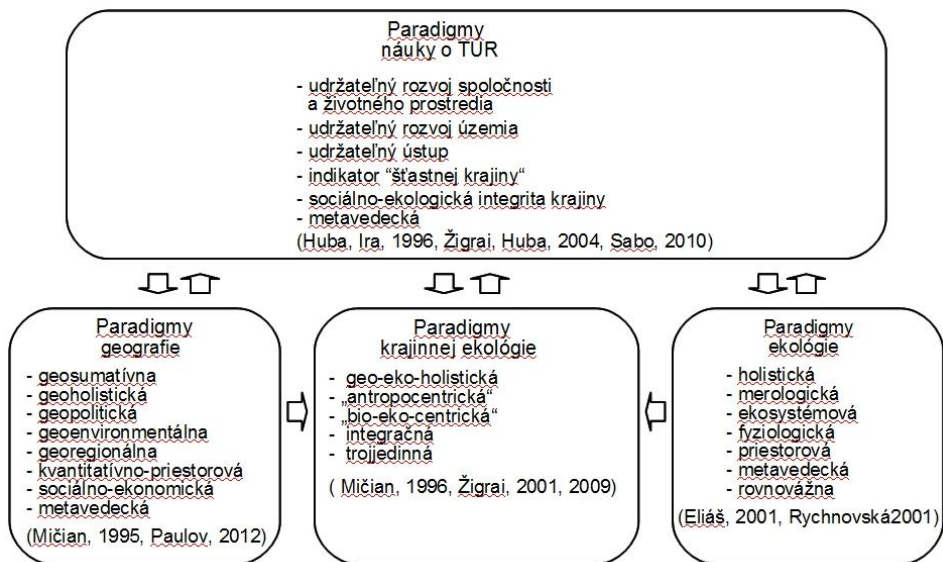 Paradigmy
náuky o TUR
- udržateľný rozvoj spoločnosti
a životného prostredia
- udržateľný rozvoj územia
- udržateľný ústup
- indikator “šťastnej krajiny“
- sociálno-ekologická integrita krajiny
- metavedecká
(Huba, Ira, 1996, Žigrai, Huba, 2004, Sabo, 2010)
Paradigmy
geografie
- geosumatívna
- geoholistická
- geopolitická
- geoenvironmentálna
- georegionálna
- kvantitatívno-priestorová
- sociálno-ekonomická
- metavedecká
(Mičian, 1995, Paulov, 2012)
Paradigmy
krajinnej ekológie
- geo-eko-holistická
- „antropocentrická“
- „bio-eko-centrická“
- integračná
- trojjedinná
( Mičian, 1996, Žigrai, 2001, 2009)
Paradigmy
ekológie
- holistická
- merologická
- ekosystémová
- fyziologická
- priestorová
- metavedecká
- rovnovážna
(Eliáš, 2001, Rychnovská2001)